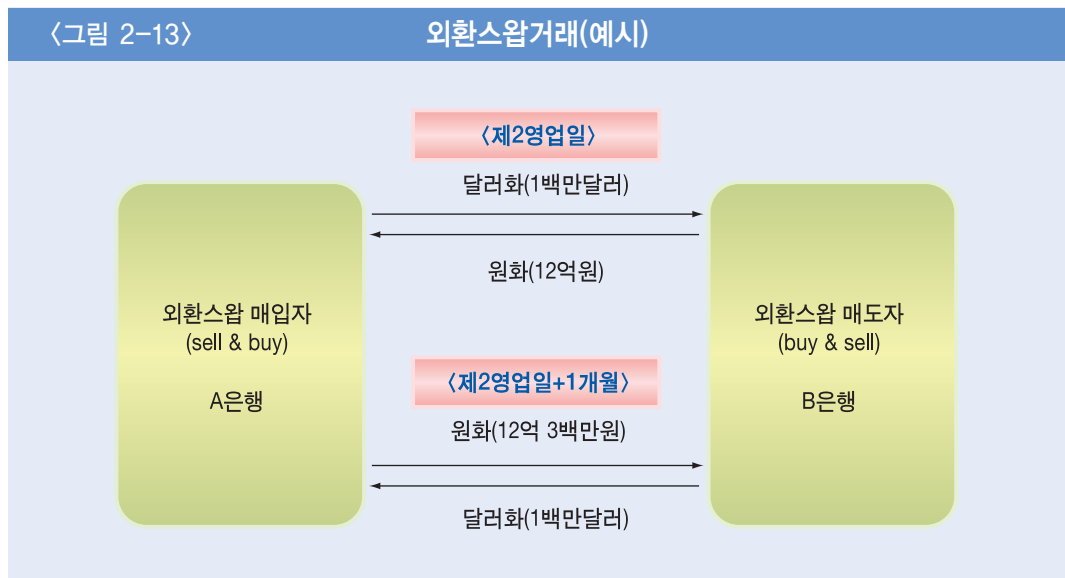 〈그림 2-13〉 외환스왑거래(예시)
〈제2영업일〉
달러화(1백만달러)
원화(12억원)
외환스왑 매입자
(sell & buy)
A은행
외환스왑 매도자
(buy & sell)
B은행
〈제2영업일+1개월〉
원화(12억 3백만원)
달러화(1백만달러)